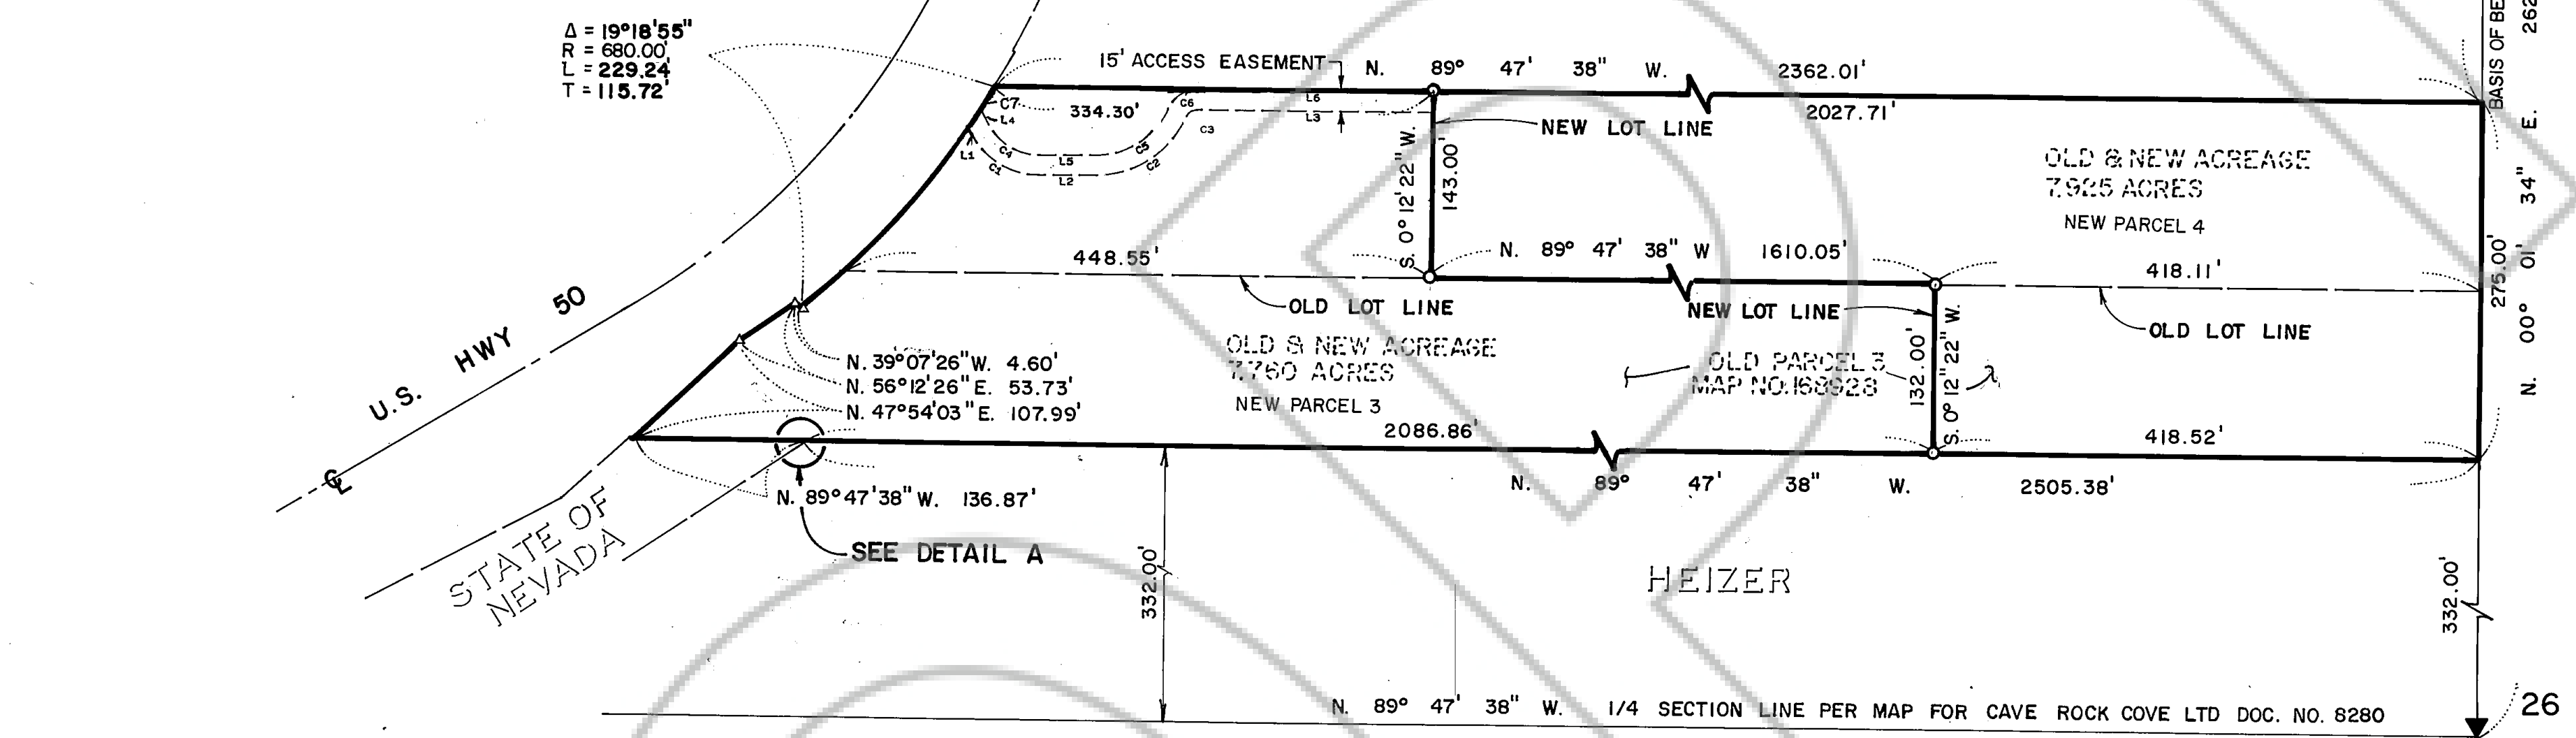 Δ = 19°18'55"
R = 680.00'
L = 229.24'
T = 115.72'
15' ACCESS EASEMENT
N. 89° 47' 38" W. 2362.01'
334.30'
2027.71'
C7
L4
L1
C4
C1
L5
L2
C5
C2
C6
C3
L6
L3
NEW LOT LINE
S. 0° 12' 22" W.
143.00'
OLD & NEW ACREAGE
7.925 ACRES
NEW PARCEL 4
BASIS OF BE
262
N. 00° 01' 34" E.
275.00'
448.55'
N. 89° 47' 38" W 1610.05'
418.11'
OLD LOT LINE
NEW LOT LINE
OLD LOT LINE
U.S. HWY 50
℄
N. 39°07'26" W. 4.60'
N. 56°12'26" E. 53.73'
N. 47°54'03" E. 107.99'
OLD & NEW ACREAGE
7.760 ACRES
NEW PARCEL 3
OLD PARCEL 3
MAP NO. 168928
132.00'
S. 0° 12' 22" W.
2086.86'
418.52'
N. 89°47'38" W. 136.87'
N. 89° 47' 38" W. 2505.38'
SEE DETAIL A
STATE OF
NEVADA
332.00'
HEIZER
332.00'
N. 89° 47' 38" W. 1/4 SECTION LINE PER MAP FOR CAVE ROCK COVE LTD DOC. NO. 8280
26